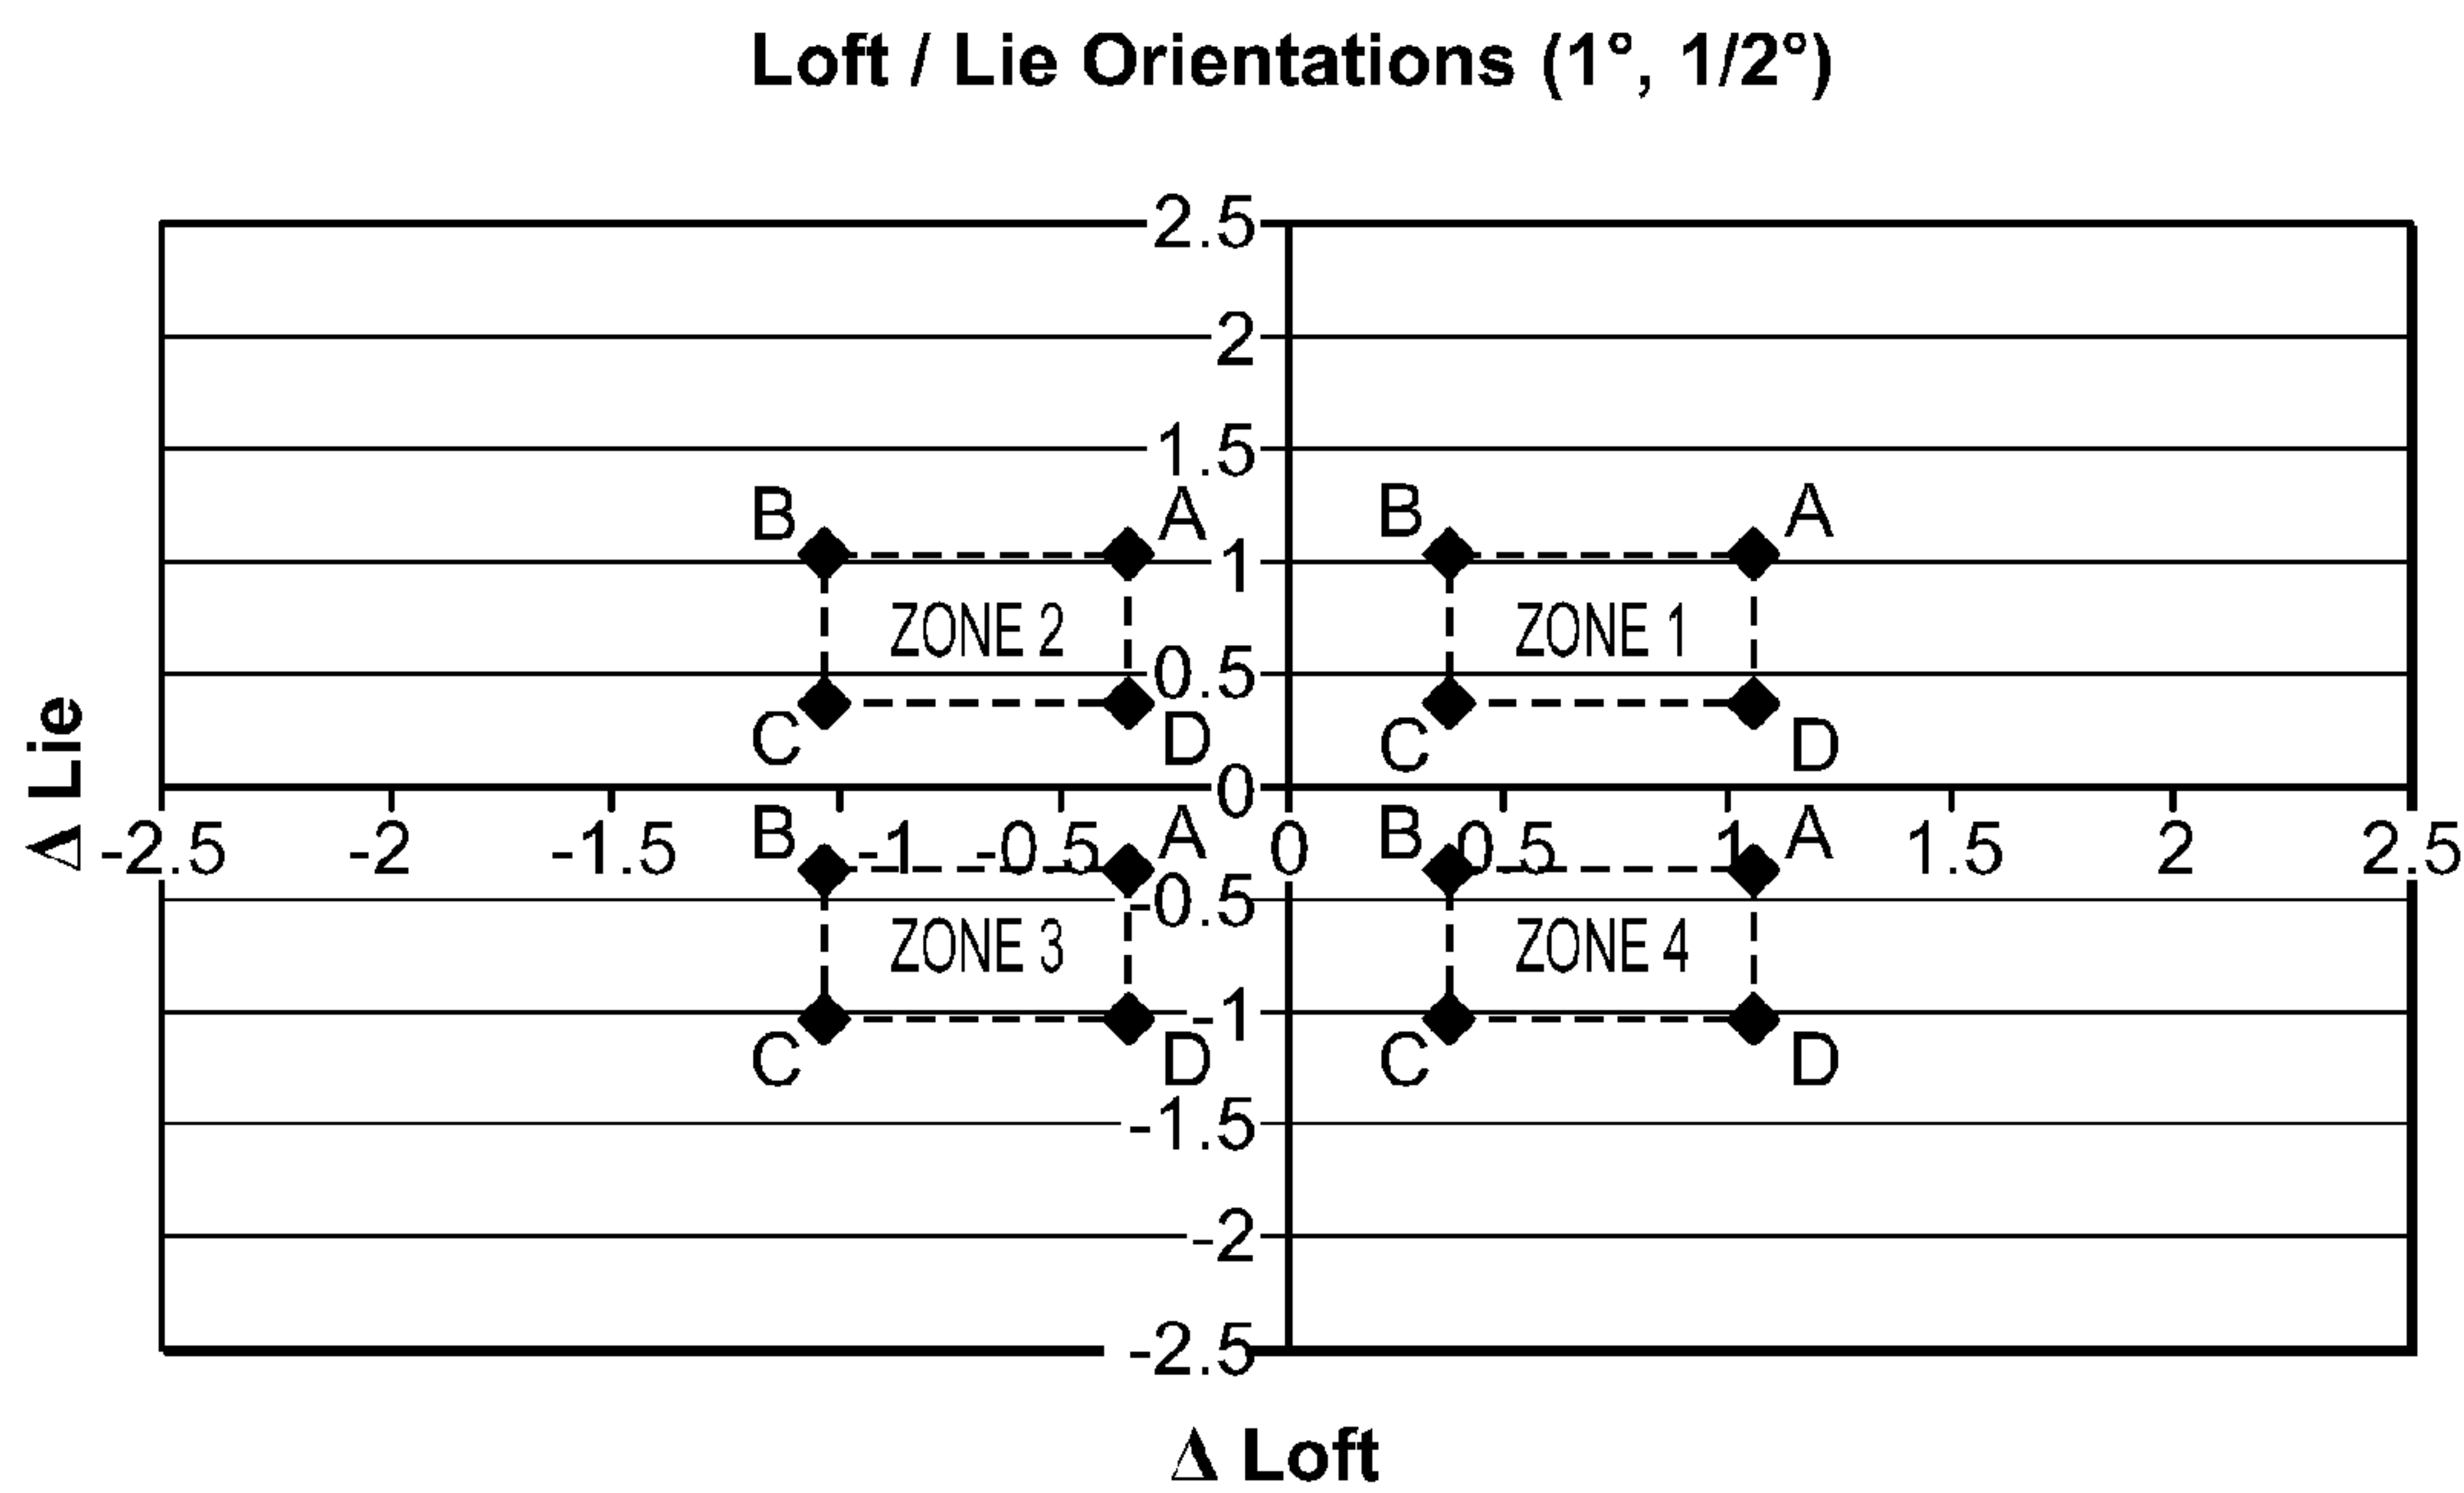 Loft / Lie Orientations (1°, 1/2°)
2.5
2
1.5
B A B A
1
ZONE 2 ZONE 1
0.5
C D C D
0
B A B A
-2.5 -2 -1.5 -1 -0.5 0 0.5 1 1.5 2 2.5
-0.5
ZONE 3 ZONE 4
-1
C D C D
-1.5
-2
-2.5
Δ Lie
Δ Loft